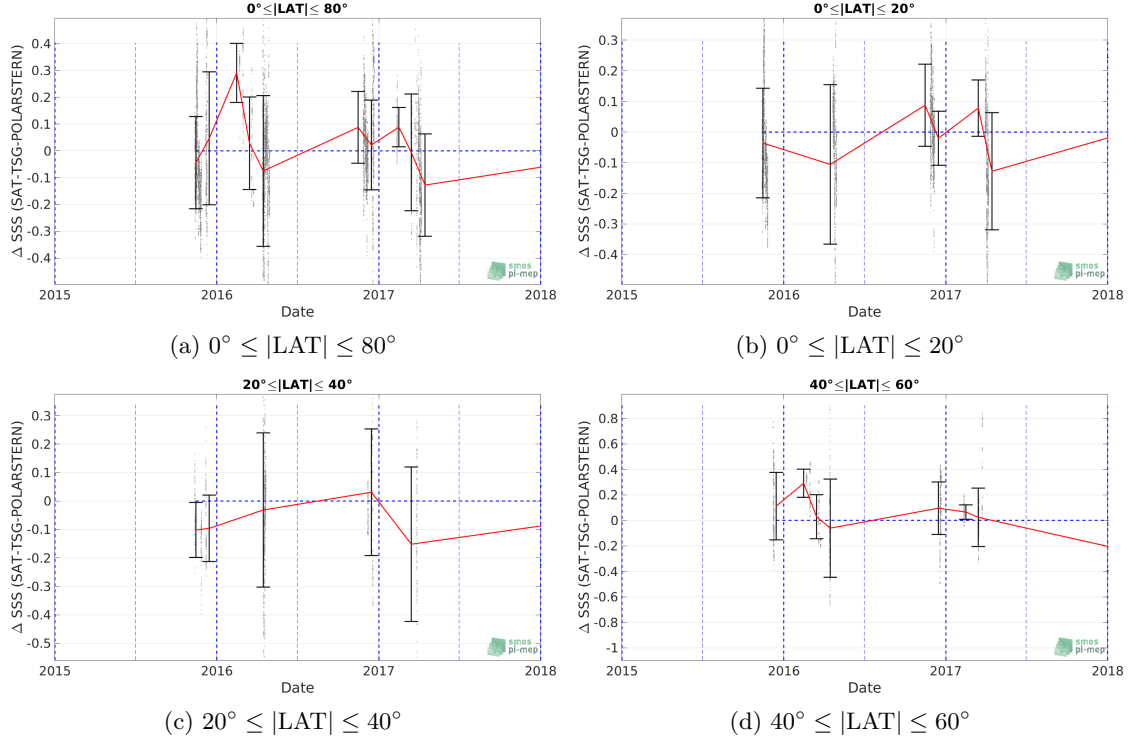 0°≤|LAT|≤ 80°
Δ SSS (SAT-TSG-POLARSTERN)
0.4
0.3
0.2
0.1
0
-0.1
-0.2
-0.3
-0.4
2015
2016
2017
2018
Date
smos
pi-mep
(a) 0° ≤ |LAT| ≤ 80°
0°≤|LAT|≤ 20°
Δ SSS (SAT-TSG-POLARSTERN)
0.3
0.2
0.1
0
-0.1
-0.2
-0.3
-0.4
2015
2016
2017
2018
Date
smos
pi-mep
(b) 0° ≤ |LAT| ≤ 20°
20°≤|LAT|≤ 40°
Δ SSS (SAT-TSG-POLARSTERN)
0.3
0.2
0.1
0
-0.1
-0.2
-0.3
-0.4
-0.5
2015
2016
2017
2018
Date
smos
pi-mep
(c) 20° ≤ |LAT| ≤ 40°
40°≤|LAT|≤ 60°
Δ SSS (SAT-TSG-POLARSTERN)
0.8
0.6
0.4
0.2
0
-0.2
-0.4
-0.6
-0.8
-1
2015
2016
2017
2018
Date
smos
pi-mep
(d) 40° ≤ |LAT| ≤ 60°